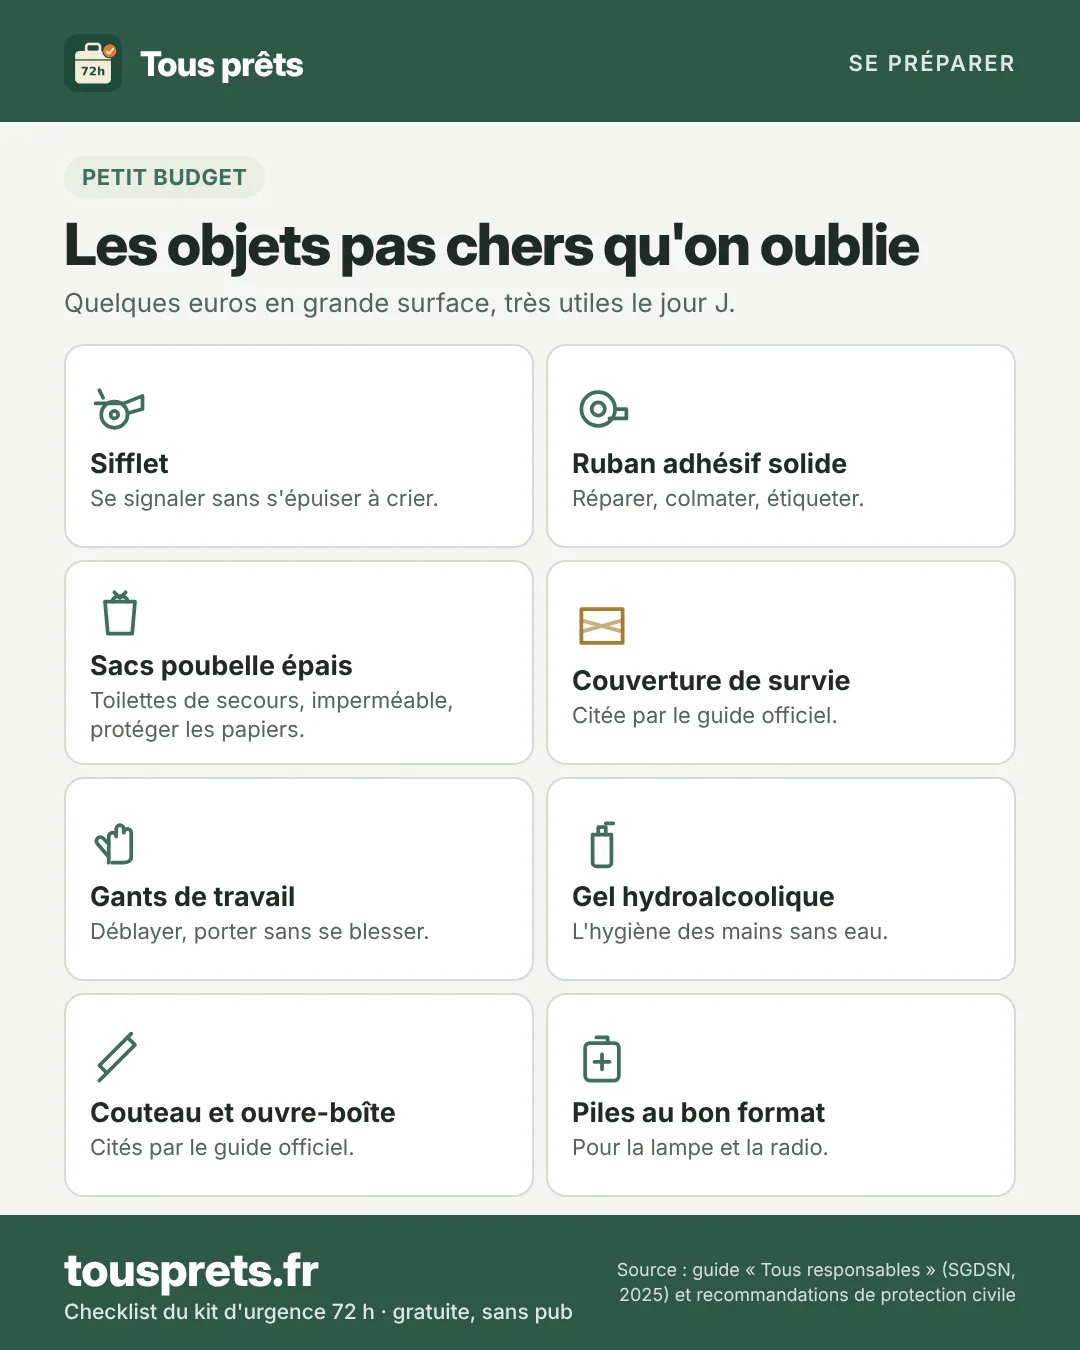 72h
Tous prêts
SE PRÉPARER
PETIT BUDGET
Les objets pas chers qu'on oublie
Quelques euros en grande surface, très utiles le jour J.
Sifflet
Se signaler sans s'épuiser à crier.
Ruban adhésif solide
Réparer, colmater, étiqueter.
Sacs poubelle épais
Toilettes de secours, imperméable,
protéger les papiers.
Couverture de survie
Citée par le guide officiel.
Gants de travail
Déblayer, porter sans se blesser.
Gel hydroalcoolique
L'hygiène des mains sans eau.
Couteau et ouvre-boîte
Cités par le guide officiel.
Piles au bon format
Pour la lampe et la radio.
tousprets.fr
Checklist du kit d'urgence 72 h · gratuite, sans pub
Source : guide « Tous responsables » (SGDSN,
2025) et recommandations de protection civile